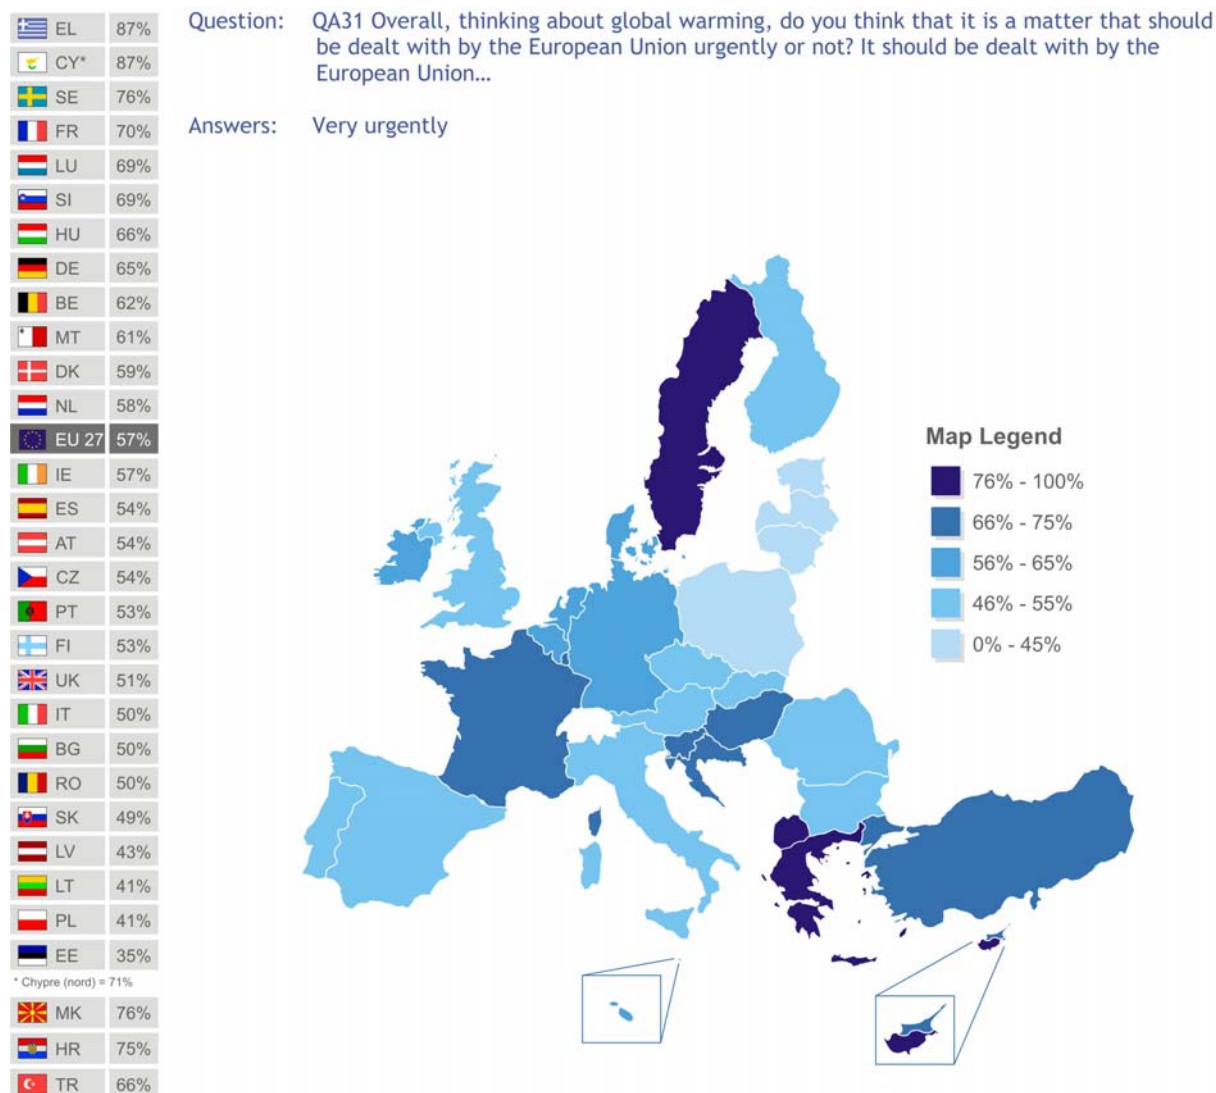 Question: QA31 Overall, thinking about global warming, do you think that it is a matter that should
be dealt with by the European Union urgently or not? It should be dealt with by the
European Union...
Answers: Very urgently
EL 87%
CY* 87%
SE 76%
FR 70%
LU 69%
SI 69%
HU 66%
DE 65%
BE 62%
MT 61%
DK 59%
NL 58%
EU 27 57%
IE 57%
ES 54%
AT 54%
CZ 54%
PT 53%
FI 53%
UK 51%
IT 50%
BG 50%
RO 50%
SK 49%
LV 43%
LT 41%
PL 41%
EE 35%
* Chypre (nord) = 71%
MK 76%
HR 75%
TR 66%
Map Legend
76% - 100%
66% - 75%
56% - 65%
46% - 55%
0% - 45%